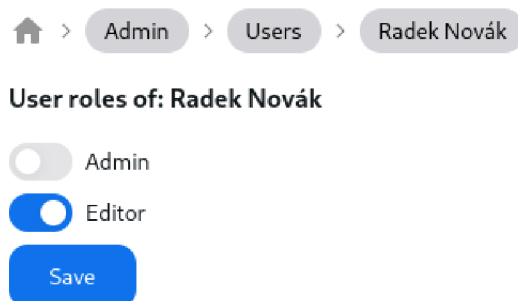 > Admin > Users > Radek Novák
User roles of: Radek Novák
Admin
Editor
Save